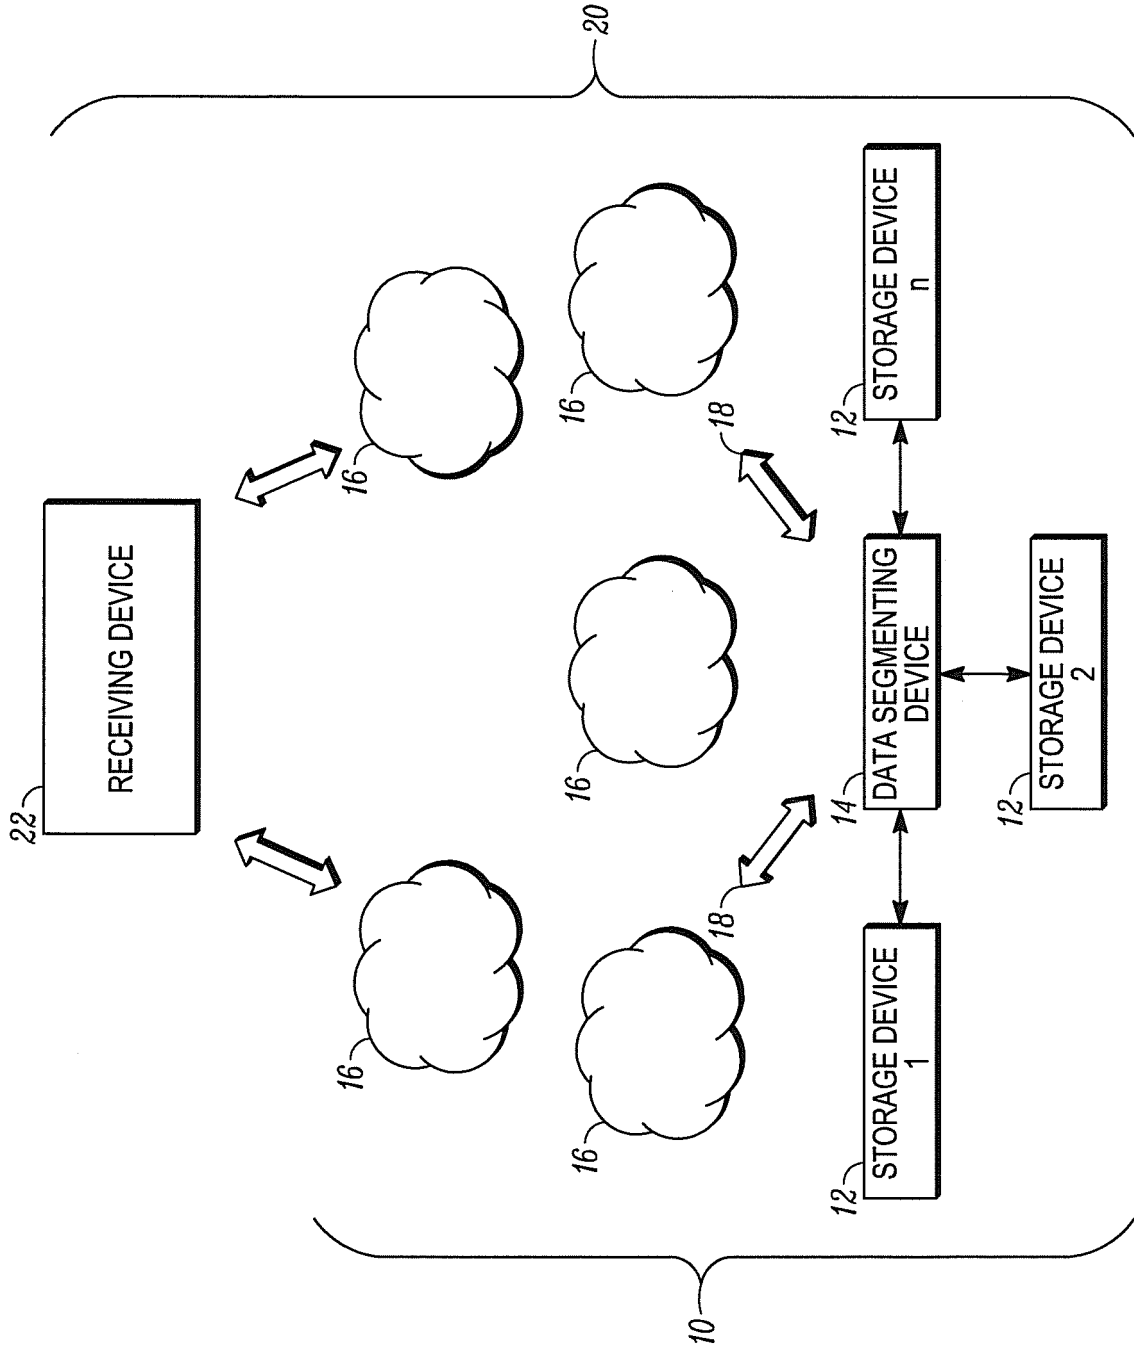 22
RECEIVING DEVICE
16
16
16
16
16
20
10
18
18
12
STORAGE DEVICE
1
14
DATA SEGMENTING
DEVICE
12
STORAGE DEVICE
n
12
STORAGE DEVICE
2